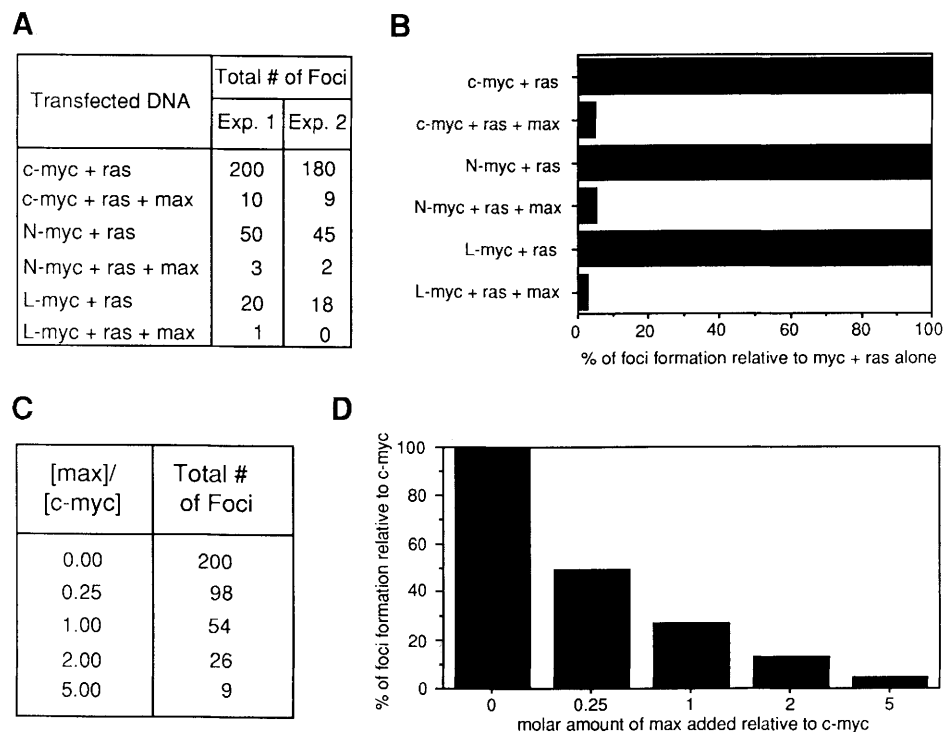 A
Transfected DNA
Total # of Foci
Exp. 1 Exp. 2
c-myc + ras 200 180
c-myc + ras + max 10 9
N-myc + ras 50 45
N-myc + ras + max 3 2
L-myc + ras 20 18
L-myc + ras + max 1 0
B
c-myc + ras
c-myc + ras + max
N-myc + ras
N-myc + ras + max
L-myc + ras
L-myc + ras + max
0 20 40 60 80 100
% of foci formation relative to myc + ras alone
C
[max]/ Total #
[c-myc] of Foci
0.00 200
0.25 98
1.00 54
2.00 26
5.00 9
D
% of foci formation relative to c-myc
100
80
60
40
20
0
0 0.25 1 2 5
molar amount of max added relative to c-myc